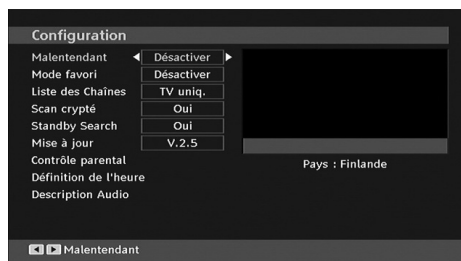 Configuration
Malentendant Désactiver
Mode favori Désactiver
Liste des Chaînes TV uniq.
Scan crypté Oui
Standby Search Oui
Mise à jour V.2.5
Contrôle parental
Définition de l'heure
Description Audio
Pays : Finlande
Malentendant